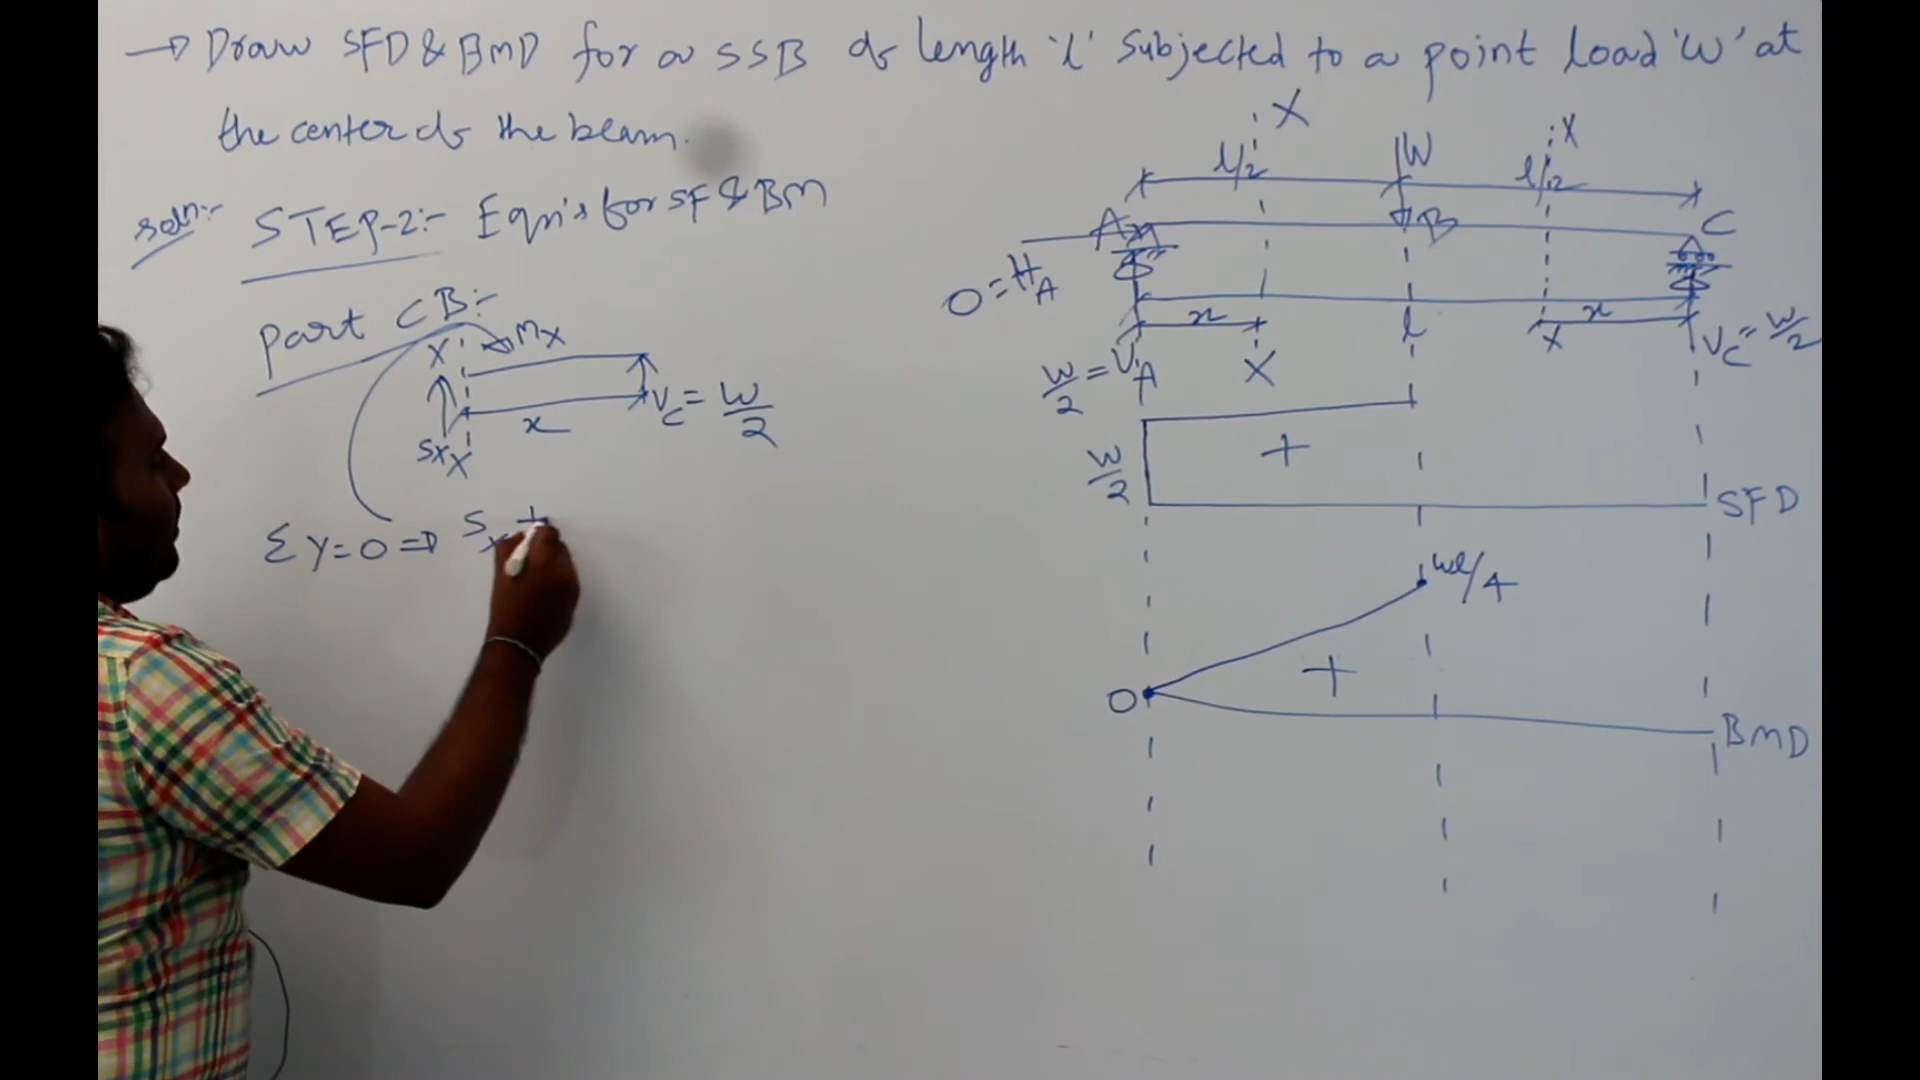 → Draw SFD & BMD for a SSB of length 'l' subjected to a point load 'W' at
the center of the beam.
soln:- STEP-2:- Eqn's for SF & BM
part CB:-
X Mx
Sx X x Vc = W/2
ΣY=0 ⇒ Sx +
X X
l/2 W l/2
A B C
0 = HA
x l x
W/2 = VA X X Vc = W/2
W/2 + SFD
Wl/4
+
0 BMD